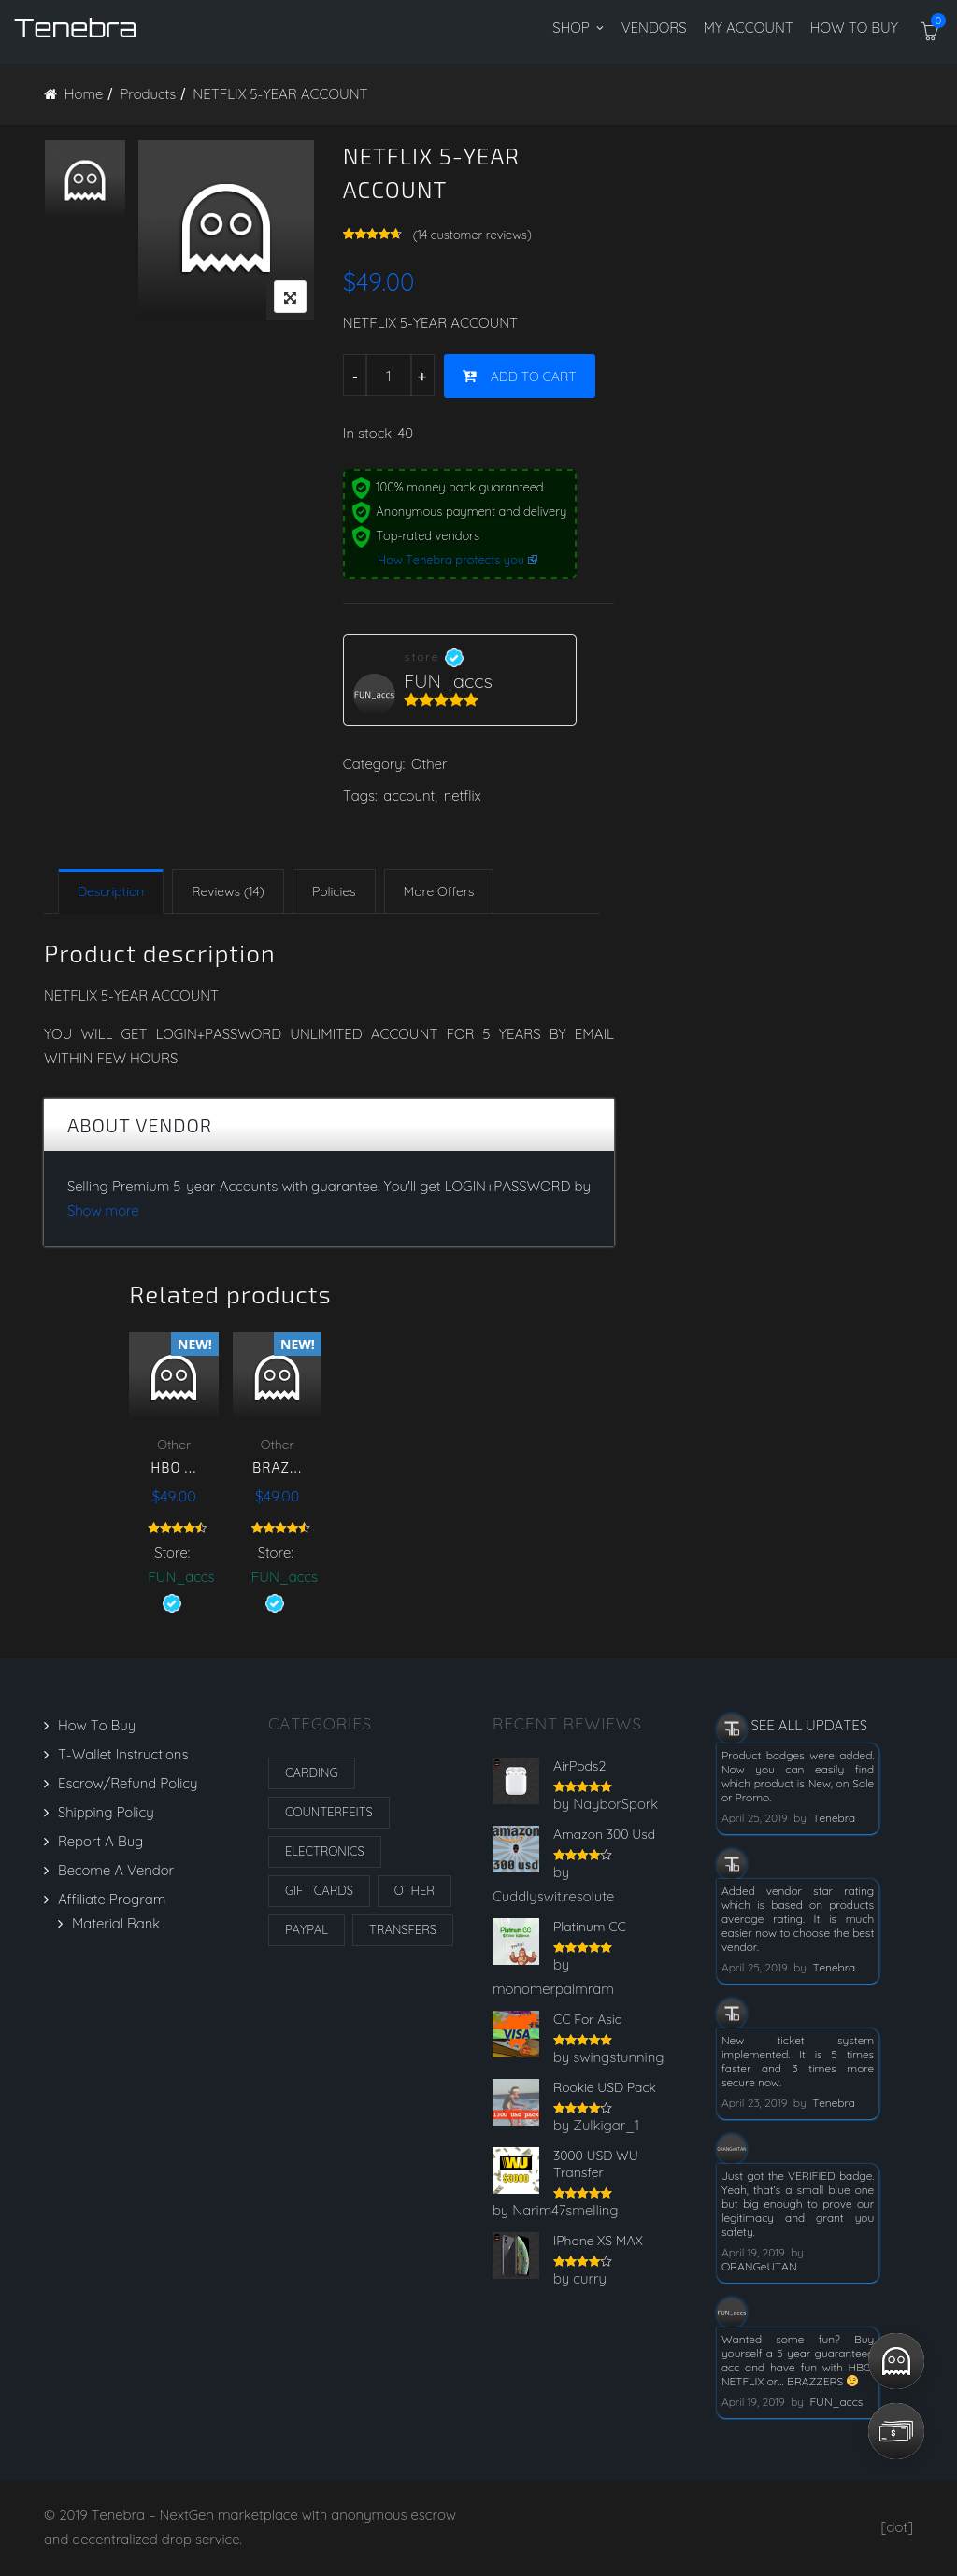 Tenebra
SHOP
VENDORS
MY ACCOUNT
HOW TO BUY
0
Home / Products / NETFLIX 5-YEAR ACCOUNT
NETFLIX 5-YEAR
ACCOUNT
(14 customer reviews)
$49.00
NETFLIX 5-YEAR ACCOUNT
- 1 + ADD TO CART
In stock: 40
100% money back guaranteed
Anonymous payment and delivery
Top-rated vendors
How Tenebra protects you
store
FUN_accs
FUN_accs
Category: Other
Tags: account, netflix
Description
Reviews (14)
Policies
More Offers
Product description
NETFLIX 5-YEAR ACCOUNT
YOU WILL GET LOGIN+PASSWORD UNLIMITED ACCOUNT FOR 5 YEARS BY EMAIL
WITHIN FEW HOURS
ABOUT VENDOR
Selling Premium 5-year Accounts with guarantee. You'll get LOGIN+PASSWORD by
Show more
Related products
NEW!
Other
HBO ...
$49.00
Store:
FUN_accs
NEW!
Other
BRAZ...
$49.00
Store:
FUN_accs
How To Buy
T-Wallet Instructions
Escrow/Refund Policy
Shipping Policy
Report A Bug
Become A Vendor
Affiliate Program
Material Bank
CATEGORIES
CARDING
COUNTERFEITS
ELECTRONICS
GIFT CARDS
OTHER
PAYPAL
TRANSFERS
RECENT REWIEWS
AirPods2
by NayborSpork
amazon
300 usd
Amazon 300 Usd
by
Cuddlyswit.resolute
Platinum CC
Platinum CC
by
monomerpalmram
VISA
CC For Asia
by swingstunning
1300 USD pack
Rookie USD Pack
by Zulkigar_1
WU
$3000
3000 USD WU
Transfer
by Narim47smelling
IPhone XS MAX
by curry
SEE ALL UPDATES
Product badges were added.
Now you can easily find
which product is New, on Sale
or Promo.
April 25, 2019 by Tenebra
Added vendor star rating
which is based on products
average rating. It is much
easier now to choose the best
vendor.
April 25, 2019 by Tenebra
New ticket system
implemented. It is 5 times
faster and 3 times more
secure now.
April 23, 2019 by Tenebra
ORANGeUTAN
Just got the VERIFIED badge.
Yeah, that's a small blue one
but big enough to prove our
legitimacy and grant you
safety.
April 19, 2019 by
ORANGeUTAN
FUN_accs
Wanted some fun? Buy
yourself a 5-year guaranteed
acc and have fun with HBO,
NETFLIX or... BRAZZERS 😉
April 19, 2019 by FUN_accs
© 2019 Tenebra – NextGen marketplace with anonymous escrow
and decentralized drop service.
[dot]